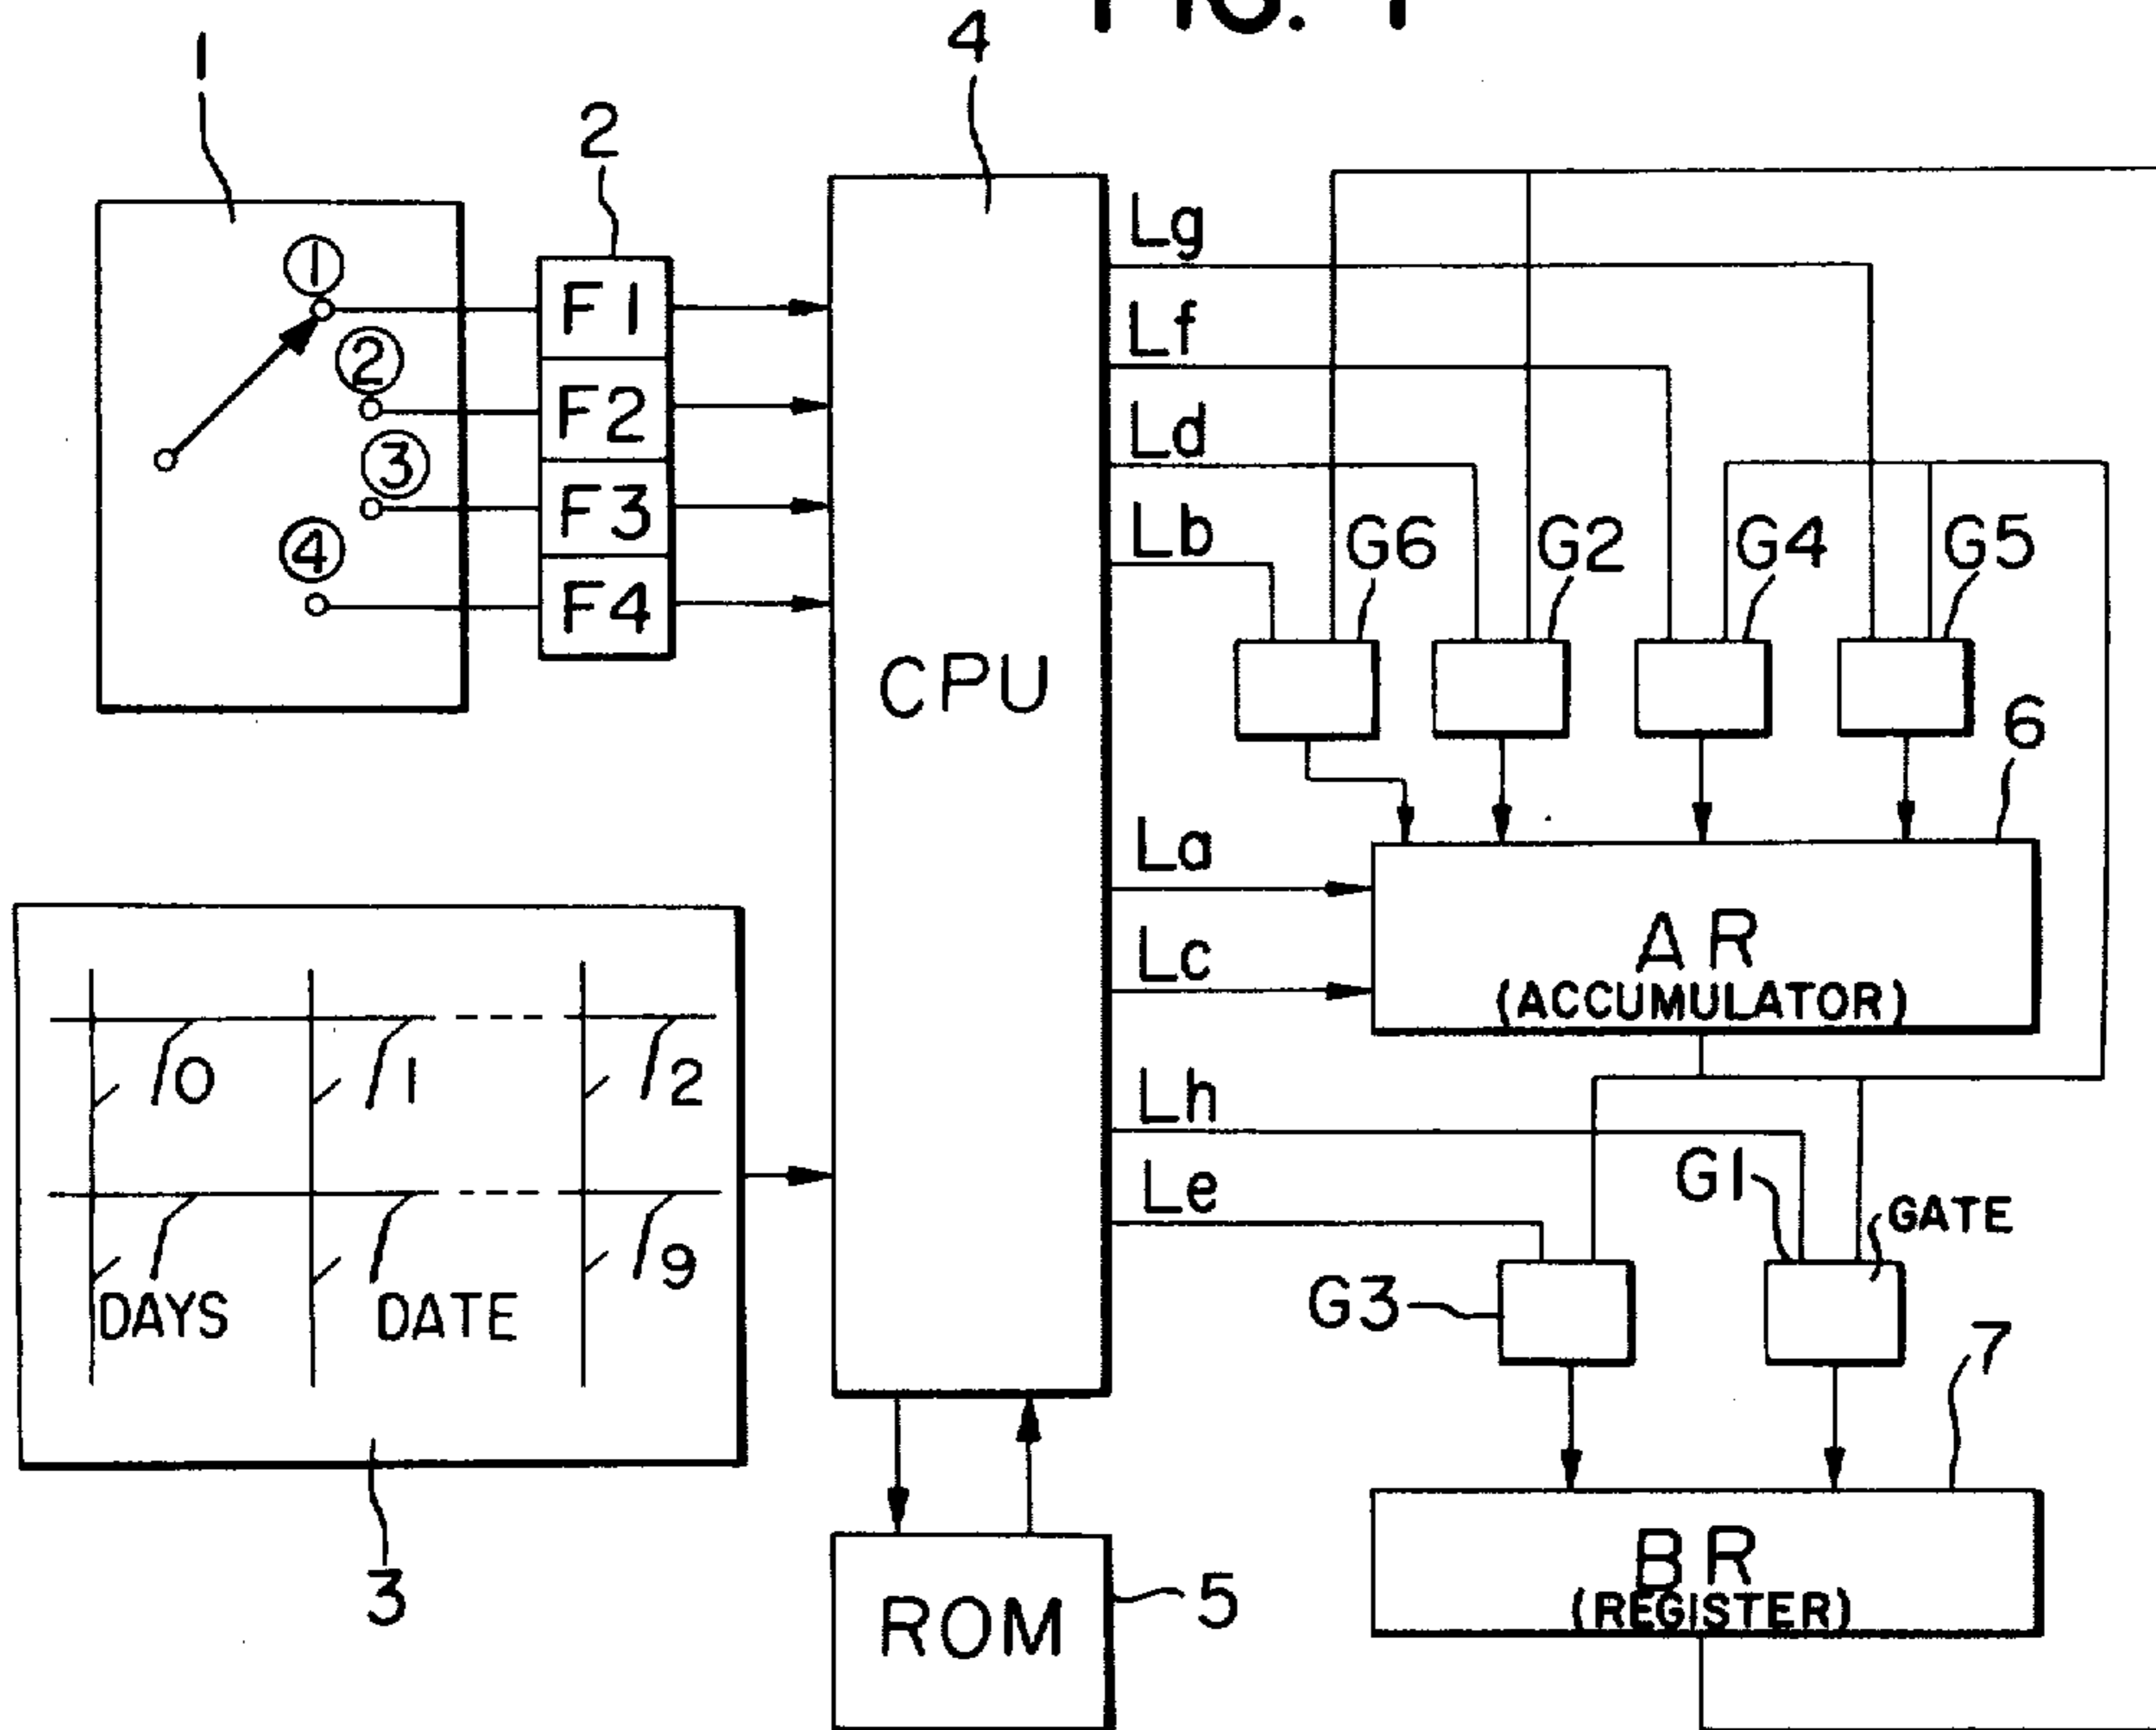 FIG. 1
1
2
4
①
②
③
④
F1
F2
F3
F4
CPU
Lg
Lf
Ld
Lb
G6
G2
G4
G5
6
La
Lc
AR
(ACCUMULATOR)
0
1
2
9
DAYS
DATE
3
Lh
Le
G1
GATE
G3
7
BR
(REGISTER)
ROM
5